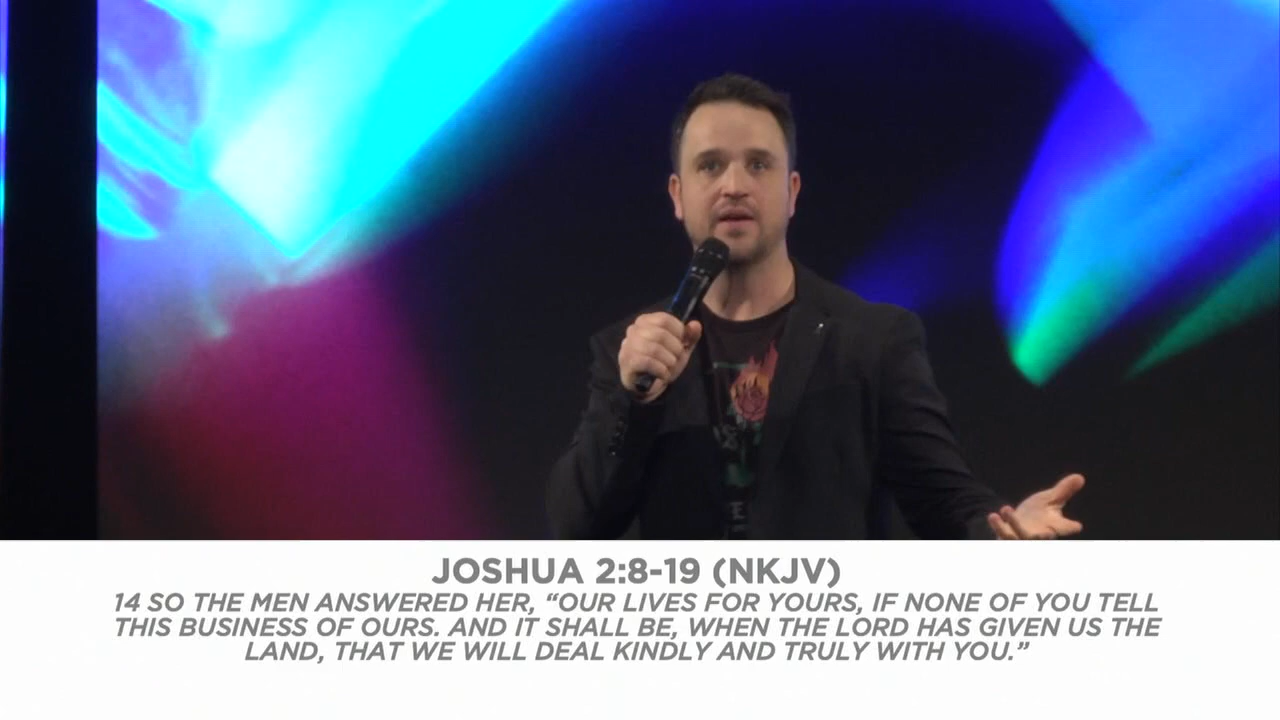 JOSHUA 2:8-19 (NKJV)
14 SO THE MEN ANSWERED HER, “OUR LIVES FOR YOURS, IF NONE OF YOU TELL
THIS BUSINESS OF OURS. AND IT SHALL BE, WHEN THE LORD HAS GIVEN US THE
LAND, THAT WE WILL DEAL KINDLY AND TRULY WITH YOU.”